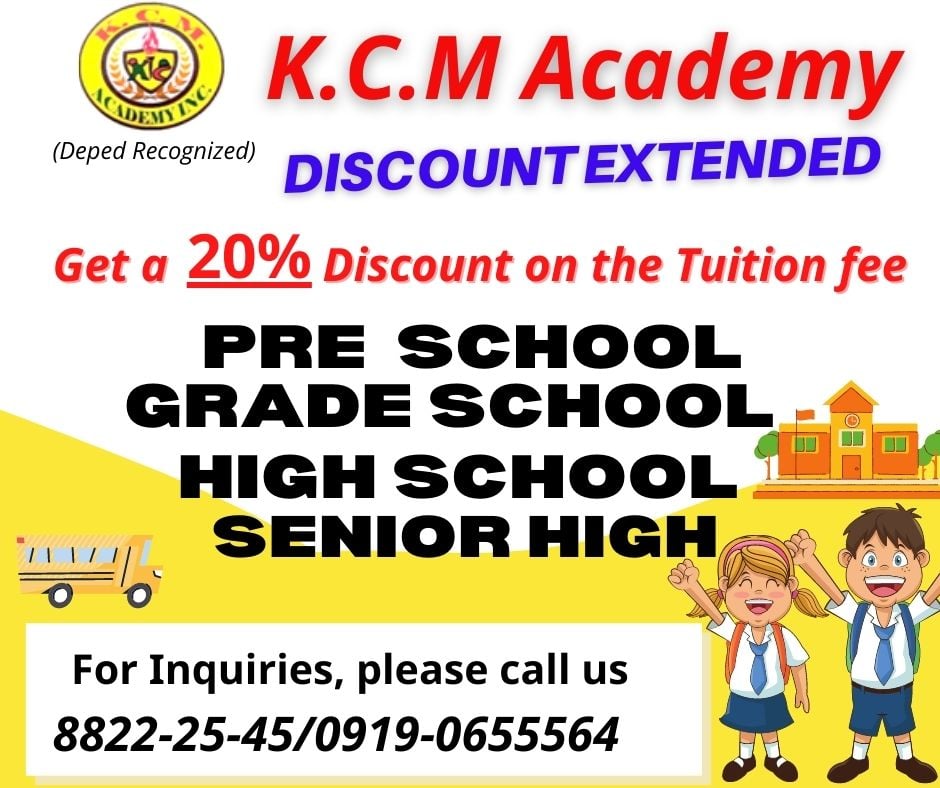 K. C. M.
ACADEMY INC.
K.C.M Academy
(Deped Recognized)
DISCOUNT EXTENDED
Get a 20% Discount on the Tuition fee
PRE SCHOOL
GRADE SCHOOL
HIGH SCHOOL
SENIOR HIGH
For Inquiries, please call us
8822-25-45/0919-0655564